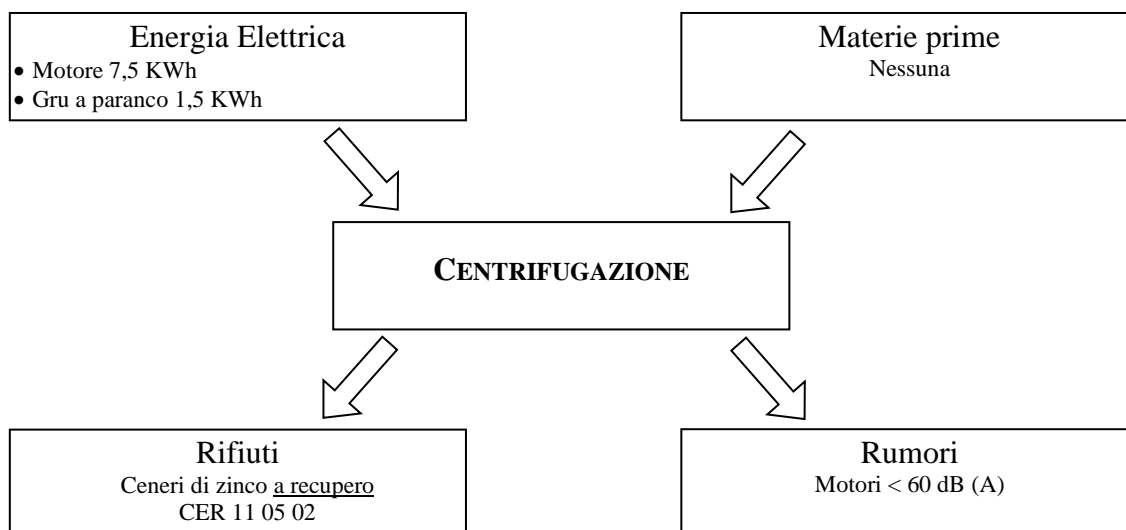 Energia Elettrica
• Motore 7,5 KWh
• Gru a paranco 1,5 KWh
Materie prime
Nessuna
CENTRIFUGAZIONE
Rifiuti
Ceneri di zinco a recupero
CER 11 05 02
Rumori
Motori < 60 dB (A)